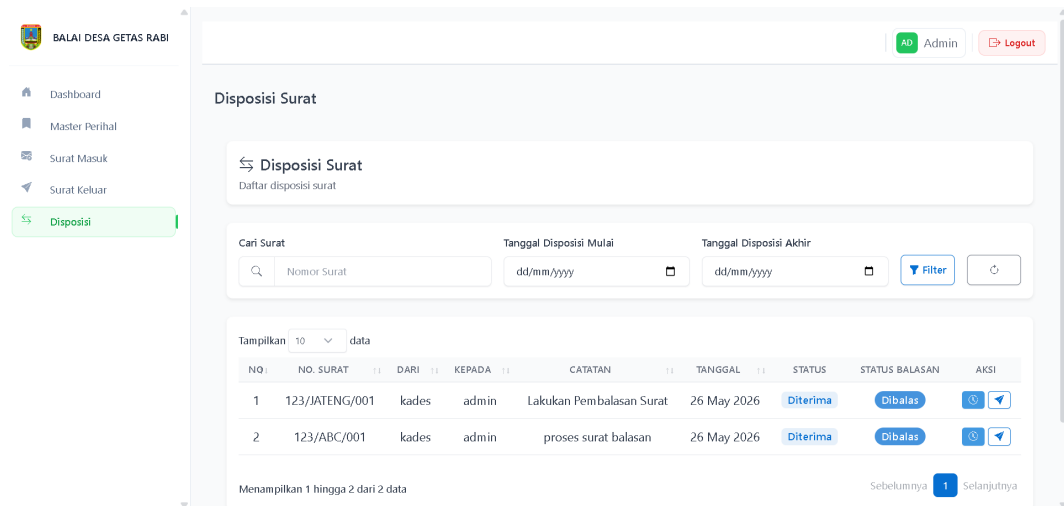 BALAI DESA GETAS RABI
AD Admin
Logout
Dashboard
Master Perihal
Surat Masuk
Surat Keluar
Disposisi
Disposisi Surat
Disposisi Surat
Daftar disposisi surat
Cari Surat Tanggal Disposisi Mulai Tanggal Disposisi Akhir
Nomor Surat dd/mm/yyyy dd/mm/yyyy Filter
Tampilkan 10 data
NO NO. SURAT DARI KEPADA CATATAN TANGGAL STATUS STATUS BALASAN AKSI
1 123/JATENG/001 kades admin Lakukan Pembalasan Surat 26 May 2026 Diterima Dibalas
2 123/ABC/001 kades admin proses surat balasan 26 May 2026 Diterima Dibalas
Menampilkan 1 hingga 2 dari 2 data
Sebelumnya 1 Selanjutnya